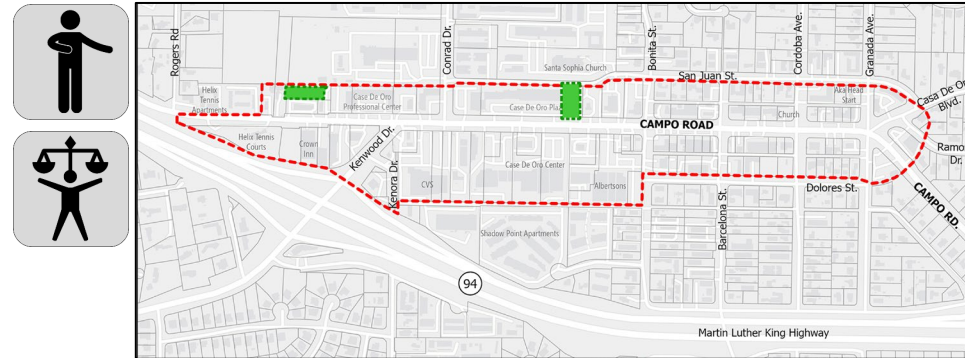 Rogers Rd
Conrad Dr.
Bonita St.
Cordoba Ave.
Granada Ave.
Santa Sophia Church
San Juan St.
Helix
Tennis
Apartments
Case De Oro
Professional Center
Case De Oro Pla
Aka Head
Start
Casa De Oro
Blvd.
Church
CAMPO ROAD
Helix Tennis
Courts
Crown
Inn
Kenwood Dr.
Kenora Dr.
Case De Oro Center
CVS
Albertsons
Ramon
Dr.
Dolores St.
CAMPO RD.
Barcelona St.
Shadow Point Apartments
94
Martin Luther King Highway